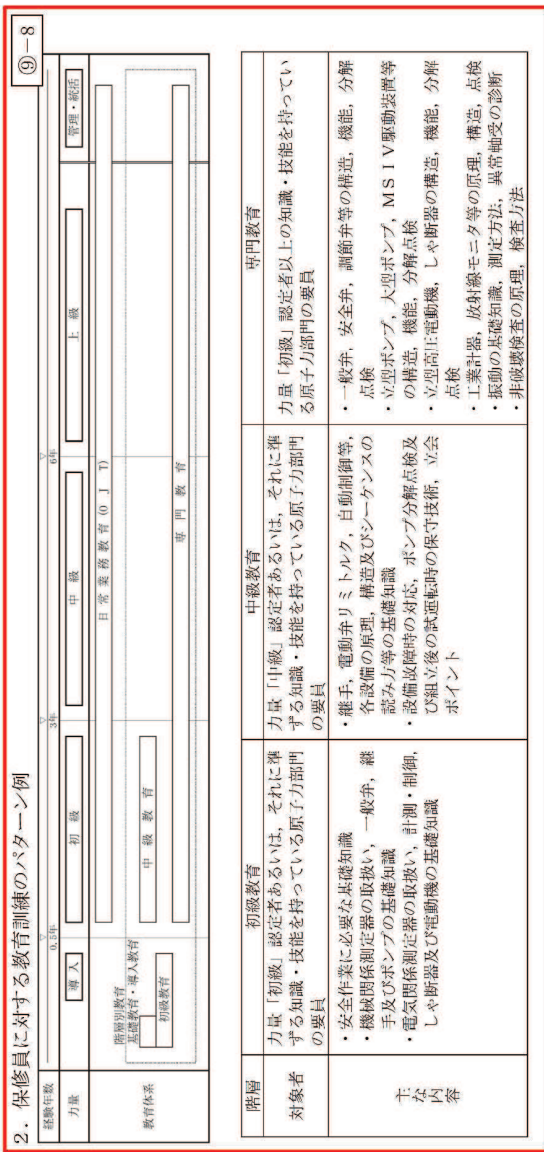 2. 保修員に対する教育訓練のパターン例
⑨-8
経験年数
0.5年
3年
6年
力量
導入
初級
中級
上級
管理・統括
教育体系
日常業務教育(OJT)
階層別教育
基礎教育・導入教育
初級教育
中級教育
専門教育
階層
初級教育
中級教育
専門教育
対象者
力量「初級」認定者あるいは,それに準
ずる知識・技能を持っている原子力部門
の要員
力量「中級」認定者あるいは,それに準
ずる知識・技能を持っている原子力部門
の要員
力量「初級」認定者以上の知識・技能を持ってい
る原子力部門の要員
主な内容
・安全作業に必要な基礎知識
・機械関係測定器の取扱い,一般弁,継
手及びポンプの基礎知識
・電気関係測定器の取扱い,計測・制御,
しゃ断器及び電動機の基礎知識
・継手,電動弁リミトルク,自動制御等,
各設備の原理,構造及びシーケンスの
読み方等の基礎知識
・設備故障時の対応,ポンプ分解点検及
び組立後の試運転時の保守技術,立会
ポイント
・一般弁,安全弁,調節弁等の構造,機能,分解
点検
・立型ポンプ,大型ポンプ,MSIV駆動装置等
の構造,機能,分解点検
・立型高圧電動機,しゃ断器の構造,機能,分解
点検
・工業計器,放射線モニタ等の原理,構造,点検
・振動の基礎知識,測定方法,異常軸受の診断
・非破壊検査の原理,検査方法